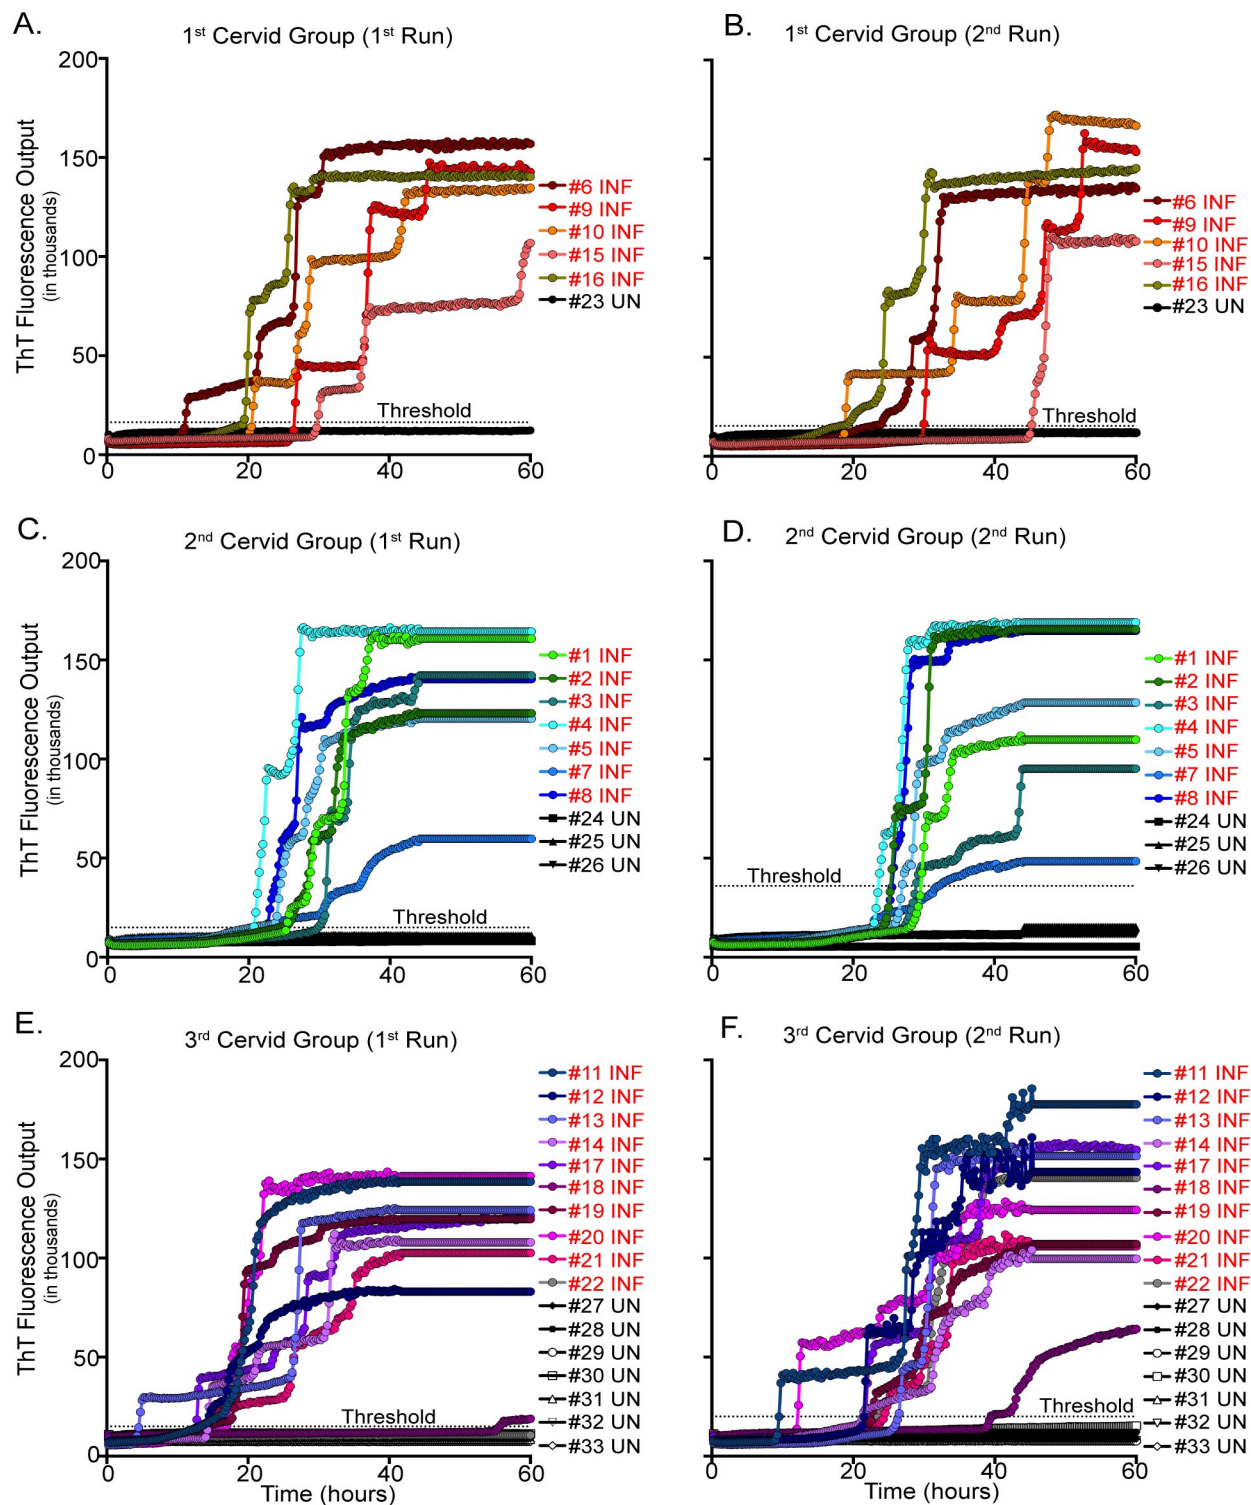 A.
1st Cervid Group (1st Run)
ThT Fluorescence Output
(in thousands)
200
150
100
50
0
0 20 40 60
Threshold
#6 INF
#9 INF
#10 INF
#15 INF
#16 INF
#23 UN
B.
1st Cervid Group (2nd Run)
0 20 40 60
Threshold
#6 INF
#9 INF
#10 INF
#15 INF
#16 INF
#23 UN
C.
2nd Cervid Group (1st Run)
ThT Fluorescence Output
(in thousands)
200
150
100
50
0
0 20 40 60
Threshold
#1 INF
#2 INF
#3 INF
#4 INF
#5 INF
#7 INF
#8 INF
#24 UN
#25 UN
#26 UN
D.
2nd Cervid Group (2nd Run)
0 20 40 60
Threshold
#1 INF
#2 INF
#3 INF
#4 INF
#5 INF
#7 INF
#8 INF
#24 UN
#25 UN
#26 UN
E.
3rd Cervid Group (1st Run)
ThT Fluorescence Output
(in thousands)
200
150
100
50
0
0 20 40 60
Time (hours)
Threshold
#11 INF
#12 INF
#13 INF
#14 INF
#17 INF
#18 INF
#19 INF
#20 INF
#21 INF
#22 INF
#27 UN
#28 UN
#29 UN
#30 UN
#31 UN
#32 UN
#33 UN
F.
3rd Cervid Group (2nd Run)
0 20 40 60
Time (hours)
Threshold
#11 INF
#12 INF
#13 INF
#14 INF
#17 INF
#18 INF
#19 INF
#20 INF
#21 INF
#22 INF
#27 UN
#28 UN
#29 UN
#30 UN
#31 UN
#32 UN
#33 UN